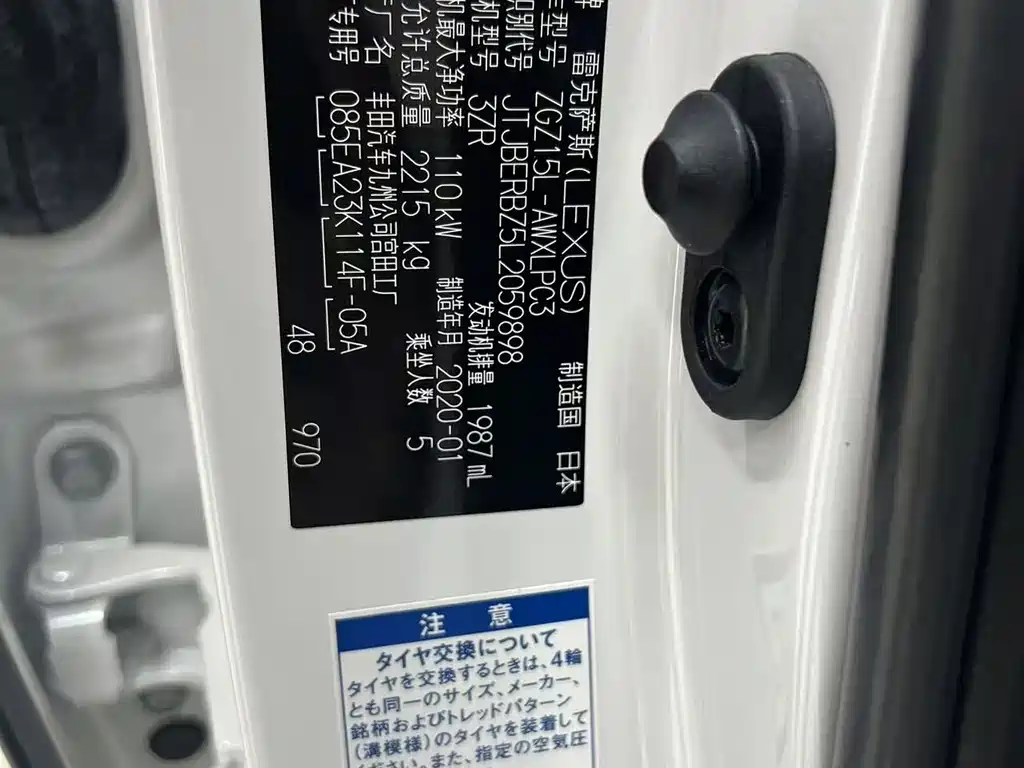 牌 雷克萨斯(LEXUS) 制造国 日本
车型号 ZGZ15L-AWXLPC3
识别代号 JTJBERBZ5L2059898
机型号 3ZR 发动机排量 1987 mL
机最大净功率 110 kW 制造年月 2020-01
允许总质量 2215 kg 乘坐人数 5
厂名 丰田汽车九州公司宫田工厂
专用号 085EA23K114F-05A
48 970
注 意
タイヤ交換について
タイヤを交換するときは、4輪
とも同一のサイズ、メーカー、
銘柄およびトレッドパターン
(溝模様)のタイヤを装着して
ください。また、指定の空気圧